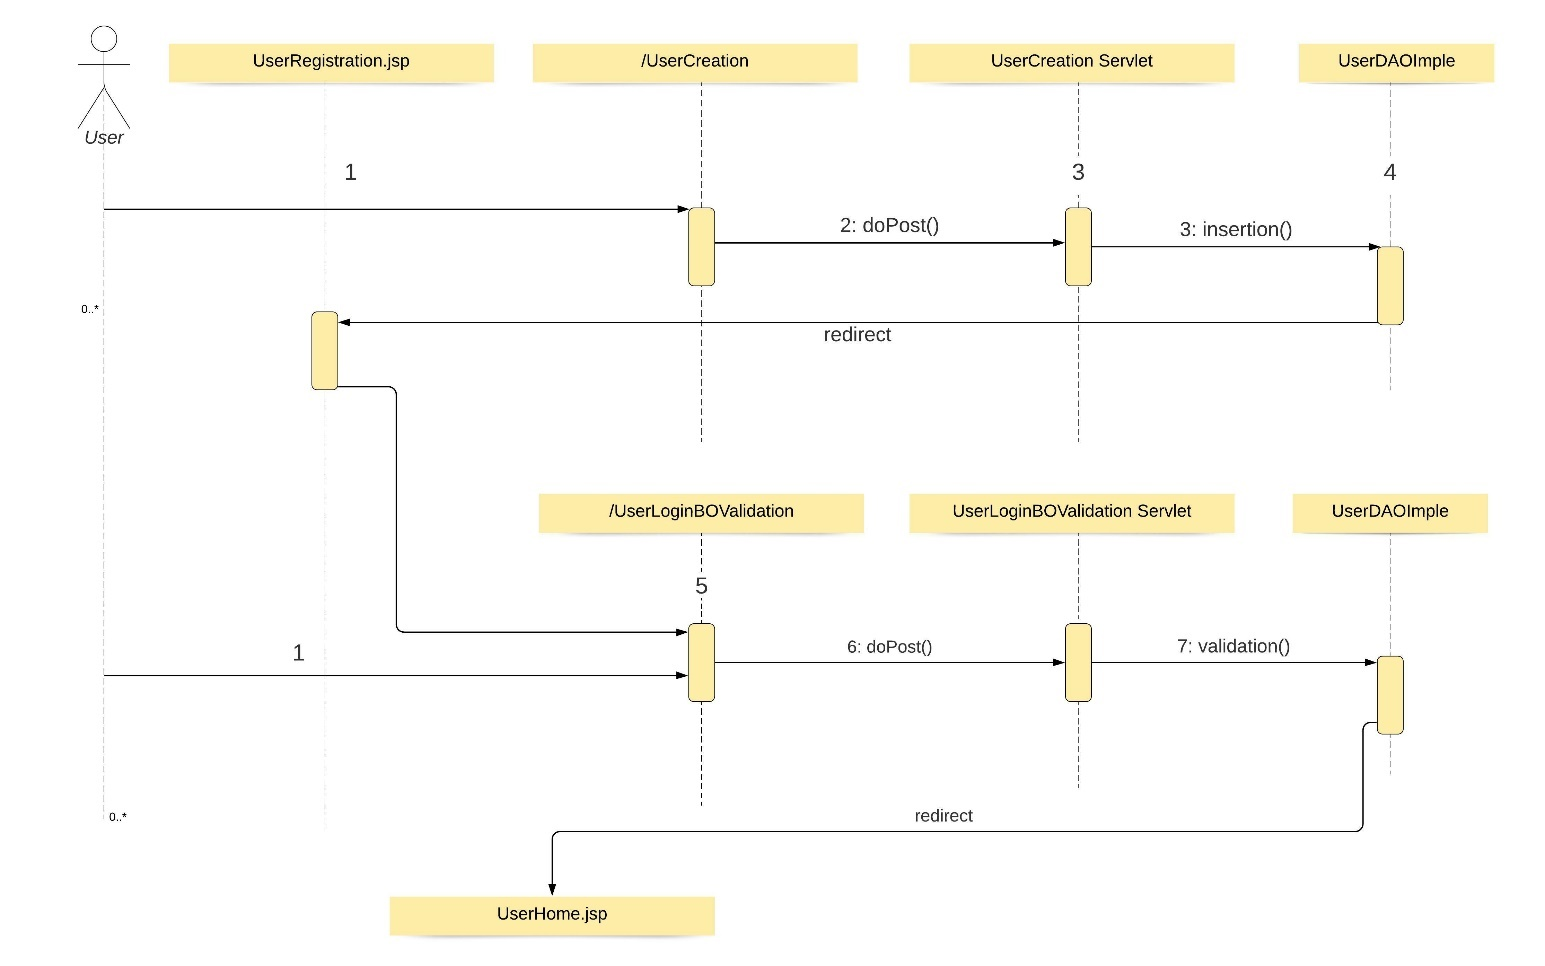 UserRegistration.jsp
/UserCreation
UserCreation Servlet
UserDAOImple
User
1
3
4
2: doPost()
3: insertion()
0..*
redirect
/UserLoginBOValidation
UserLoginBOValidation Servlet
UserDAOImple
5
1
6: doPost()
7: validation()
0..*
redirect
UserHome.jsp